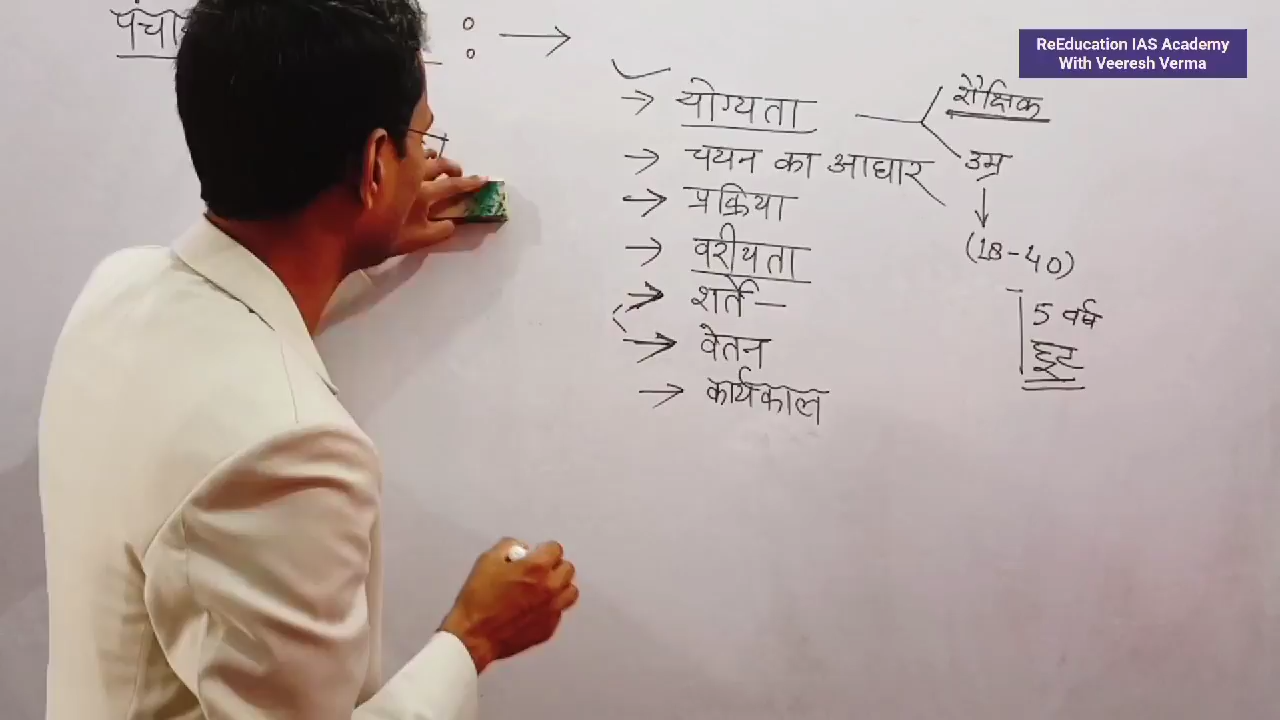 ReEducation IAS Academy
With Veeresh Verma
पंचा
→ योग्यता
शैक्षिक
उम्र
(18-40)
5 वर्ष
छूट
→ चयन का आधार
→ प्रक्रिया
→ वरीयता
→ शर्ते –
→ वेतन
→ कार्यकाल